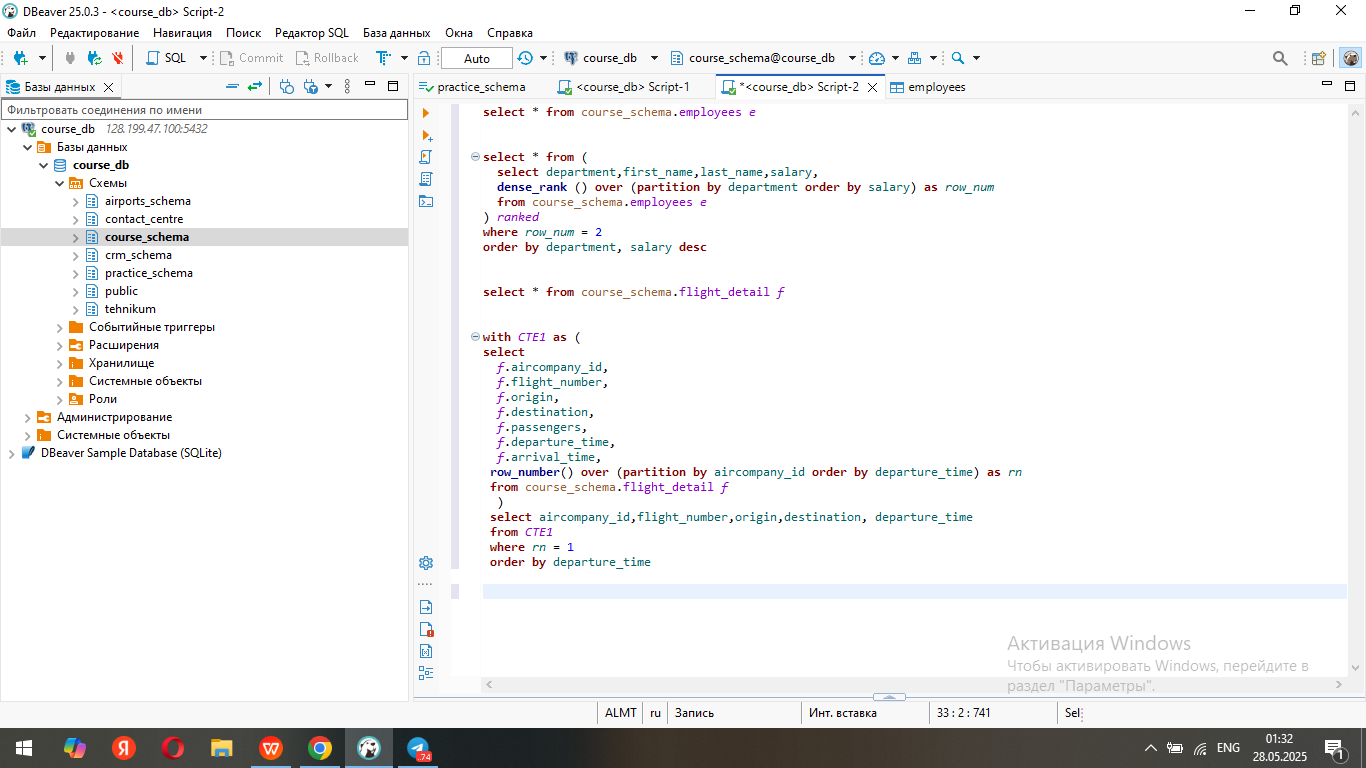 DBeaver 25.0.3 - <course_db> Script-2
Файл Редактирование Навигация Поиск Редактор SQL База данных Окна Справка
SQL Commit Rollback Auto course_db course_schema@course_db
Базы данных
practice_schema <course_db> Script-1 *<course_db> Script-2 employees
Фильтровать соединения по имени
course_db 128.199.47.100:5432
Базы данных
course_db
Схемы
airports_schema
contact_centre
course_schema
crm_schema
practice_schema
public
tehnikum
Событийные триггеры
Расширения
Хранилище
Системные объекты
Роли
Администрирование
Системные объекты
DBeaver Sample Database (SQLite)
select * from course_schema.employees e
select * from (
select department,first_name,last_name,salary,
dense_rank () over (partition by department order by salary) as row_num
from course_schema.employees e
) ranked
where row_num = 2
order by department, salary desc
select * from course_schema.flight_detail f
with CTE1 as (
select
f.aircompany_id,
f.flight_number,
f.origin,
f.destination,
f.passengers,
f.departure_time,
f.arrival_time,
row_number() over (partition by aircompany_id order by departure_time) as rn
from course_schema.flight_detail f
)
select aircompany_id,flight_number,origin,destination, departure_time
from CTE1
where rn = 1
order by departure_time
Активация Windows
Чтобы активировать Windows, перейдите в
раздел "Параметры".
ALMT ru Запись Инт. вставка 33 : 2 : 741 Sel
74
ENG
01:32
28.05.2025
1